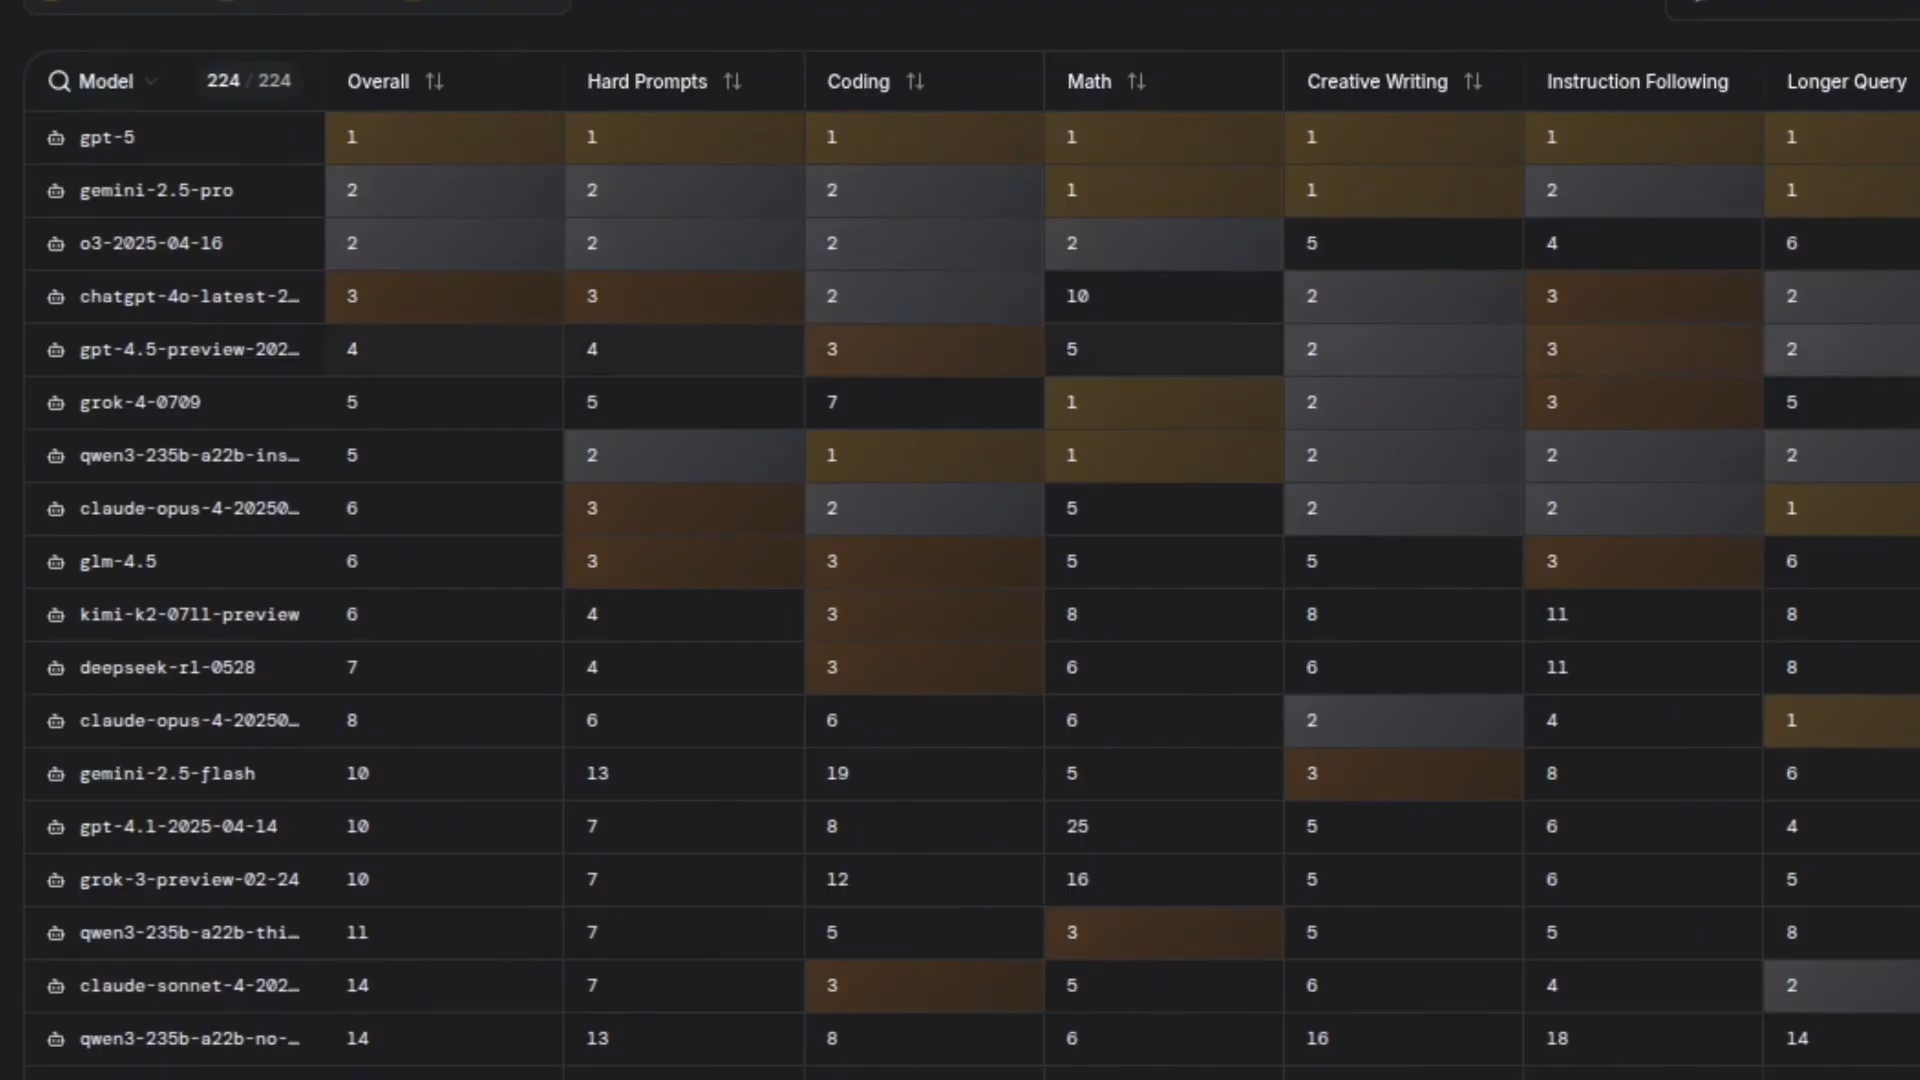 Model 224 / 224 Overall Hard Prompts Coding Math Creative Writing Instruction Following Longer Query
gpt-5 1 1 1 1 1 1 1
gemini-2.5-pro 2 2 2 1 1 2 1
o3-2025-04-16 2 2 2 2 5 4 6
chatgpt-4o-latest-2… 3 3 2 10 2 3 2
gpt-4.5-preview-202… 4 4 3 5 2 3 2
grok-4-0709 5 5 7 1 2 3 5
qwen3-235b-a22b-ins… 5 2 1 1 2 2 2
claude-opus-4-20250… 6 3 2 5 2 2 1
glm-4.5 6 3 3 5 5 3 6
kimi-k2-0711-preview 6 4 3 8 8 11 8
deepseek-r1-0528 7 4 3 6 6 11 8
claude-opus-4-20250… 8 6 6 6 2 4 1
gemini-2.5-flash 10 13 19 5 3 8 6
gpt-4.1-2025-04-14 10 7 8 25 5 6 4
grok-3-preview-02-24 10 7 12 16 5 6 5
qwen3-235b-a22b-thi… 11 7 5 3 5 5 8
claude-sonnet-4-202… 14 7 3 5 6 4 2
qwen3-235b-a22b-no-… 14 13 8 6 16 18 14